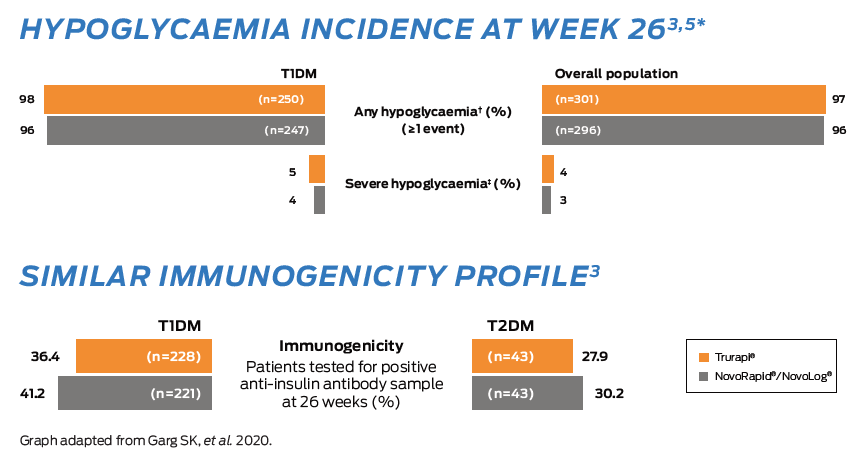 HYPOGLYCAEMIA INCIDENCE AT WEEK 26³,⁵*
T1DM
Overall population
98
(n=250)
96
(n=247)
Any hypoglycaemia† (%)
(≥1 event)
(n=301)
97
(n=296)
96
5
4
Severe hypoglycaemia‡ (%)
4
3
SIMILAR IMMUNOGENICITY PROFILE³
T1DM
T2DM
36.4
(n=228)
41.2
(n=221)
Immunogenicity
Patients tested for positive
anti-insulin antibody sample
at 26 weeks (%)
(n=43)
27.9
(n=43)
30.2
Trurapi®
NovoRapid®/NovoLog®
Graph adapted from Garg SK, et al. 2020.